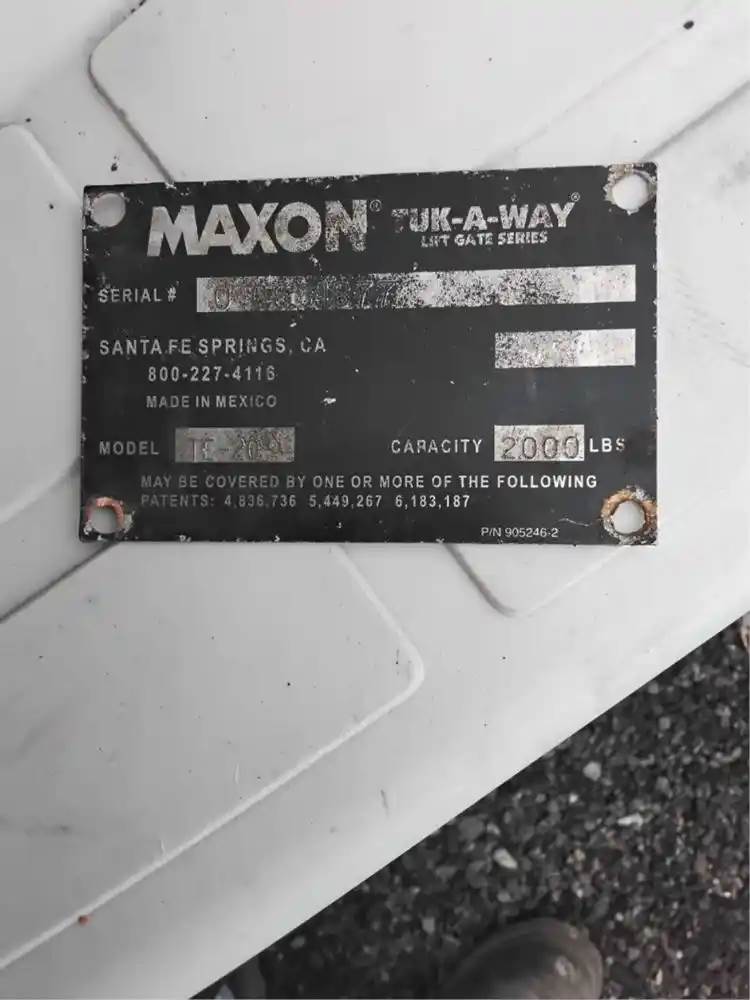 MAXON® TUK-A-WAY®
LIFT GATE SERIES
SERIAL #
SANTA FE SPRINGS, CA
800-227-4116
MADE IN MEXICO
MODEL CAPACITY 2000 LBS
MAY BE COVERED BY ONE OR MORE OF THE FOLLOWING
PATENTS: 4,836,736 5,449,267 6,183,187
P/N 905246-2